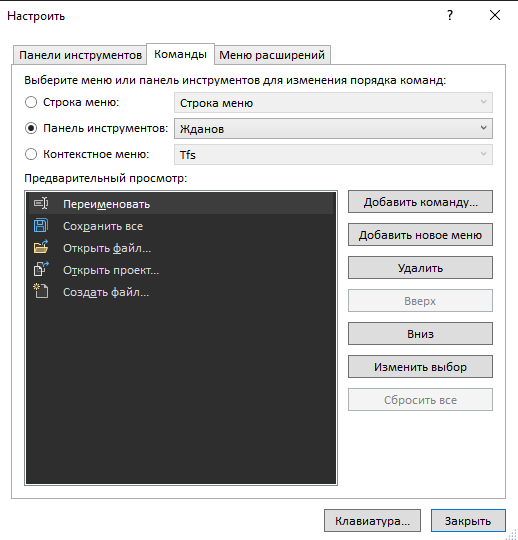 Настроить
?
Панели инструментов Команды Меню расширений
Выберите меню или панель инструментов для изменения порядка команд:
Строка меню: Строка меню
Панель инструментов: Жданов
Контекстное меню: Tfs
Предварительный просмотр:
Переименовать Добавить команду...
Сохранить все Добавить новое меню
Открыть файл... Удалить
Открыть проект... Вверх
Создать файл... Вниз
Изменить выбор
Сбросить все
Клавиатура... Закрыть